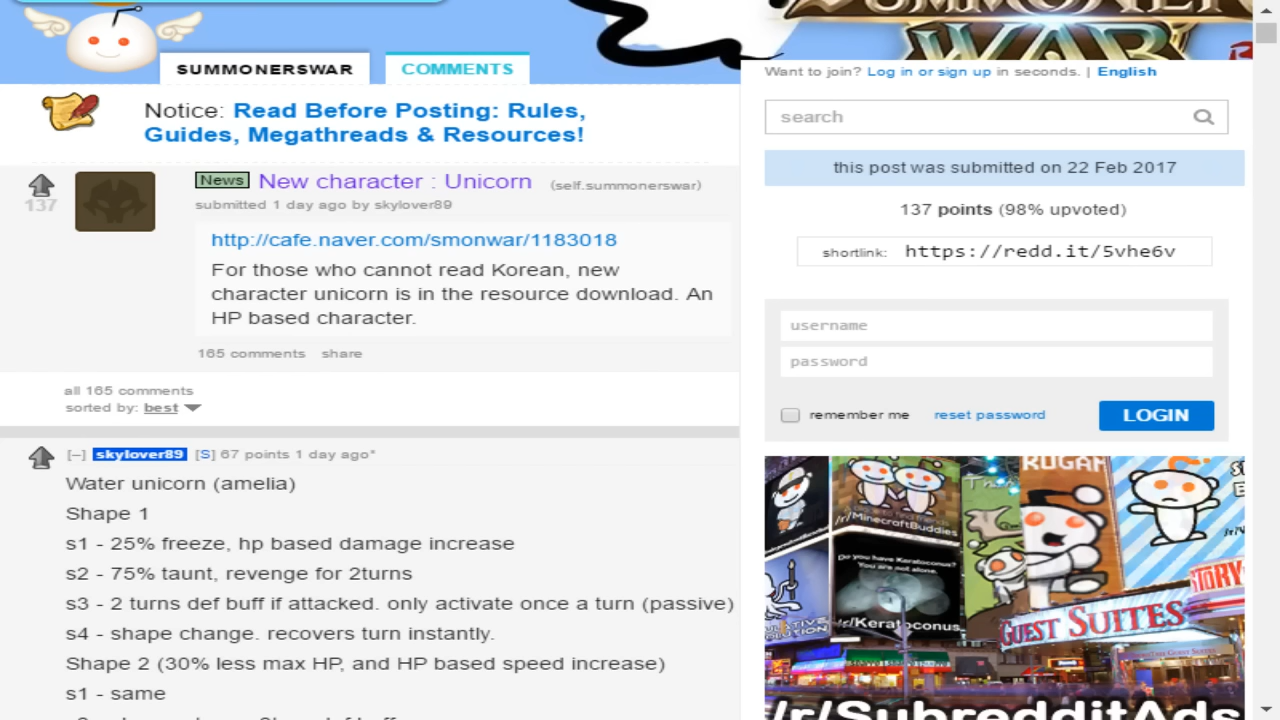 SUMMONERSWAR
COMMENTS
Notice: Read Before Posting: Rules,
Guides, Megathreads & Resources!
137
News New character : Unicorn (self.summonerswar)
submitted 1 day ago by skylover89
http://cafe.naver.com/smonwar/1183018
For those who cannot read Korean, new
character unicorn is in the resource download. An
HP based character.
165 comments share
all 165 comments
sorted by: best
[–] skylover89 [S] 67 points 1 day ago*
Water unicorn (amelia)
Shape 1
s1 - 25% freeze, hp based damage increase
s2 - 75% taunt, revenge for 2turns
s3 - 2 turns def buff if attacked. only activate once a turn (passive)
s4 - shape change. recovers turn instantly.
Shape 2 (30% less max HP, and HP based speed increase)
s1 - same
SUMMONER
WAR
Want to join? Log in or sign up in seconds. | English
search
this post was submitted on 22 Feb 2017
137 points (98% upvoted)
shortlink: https://redd.it/5vhe6v
username
password
remember me reset password LOGIN
/r/MinecraftBuddies
Do you have Keratoconus?
You are not alone.
/r/Keratoconus
GUEST SUITES
/r/SubredditAds